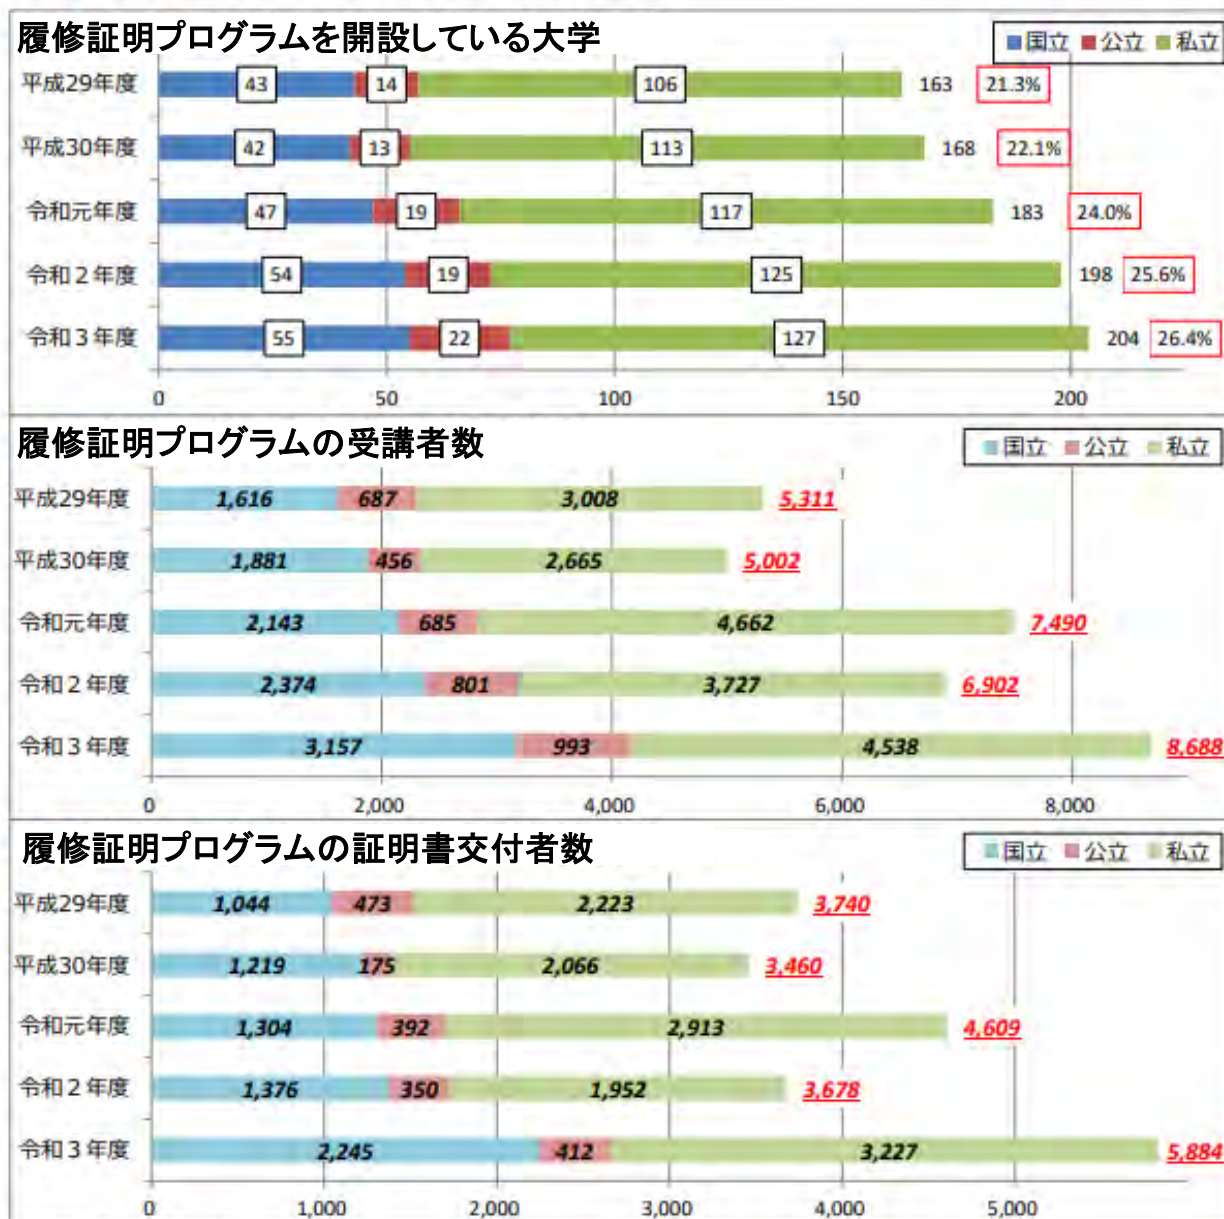 履修証明プログラムを開設している大学
国立 公立 私立
平成29年度 43 14 106 163 21.3%
平成30年度 42 13 113 168 22.1%
令和元年度 47 19 117 183 24.0%
令和２年度 54 19 125 198 25.6%
令和３年度 55 22 127 204 26.4%
0 50 100 150 200
履修証明プログラムの受講者数
国立 公立 私立
平成29年度 1,616 687 3,008 5,311
平成30年度 1,881 456 2,665 5,002
令和元年度 2,143 685 4,662 7,490
令和２年度 2,374 801 3,727 6,902
令和３年度 3,157 993 4,538 8,688
0 2,000 4,000 6,000 8,000
履修証明プログラムの証明書交付者数
国立 公立 私立
平成29年度 1,044 473 2,223 3,740
平成30年度 1,219 175 2,066 3,460
令和元年度 1,304 392 2,913 4,609
令和２年度 1,376 350 1,952 3,678
令和３年度 2,245 412 3,227 5,884
0 1,000 2,000 3,000 4,000 5,000